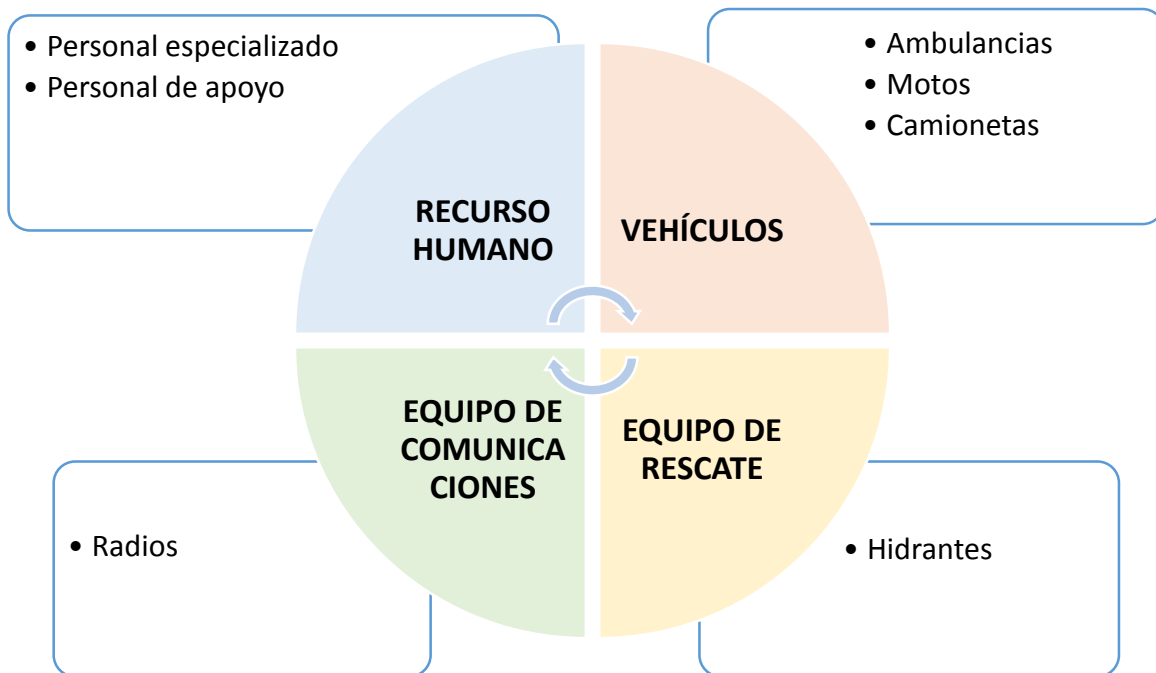 • Personal especializado
• Personal de apoyo
• Ambulancias
• Motos
• Camionetas
RECURSO
HUMANO
VEHÍCULOS
EQUIPO DE
COMUNICA
CIONES
EQUIPO DE
RESCATE
• Radios
• Hidrantes